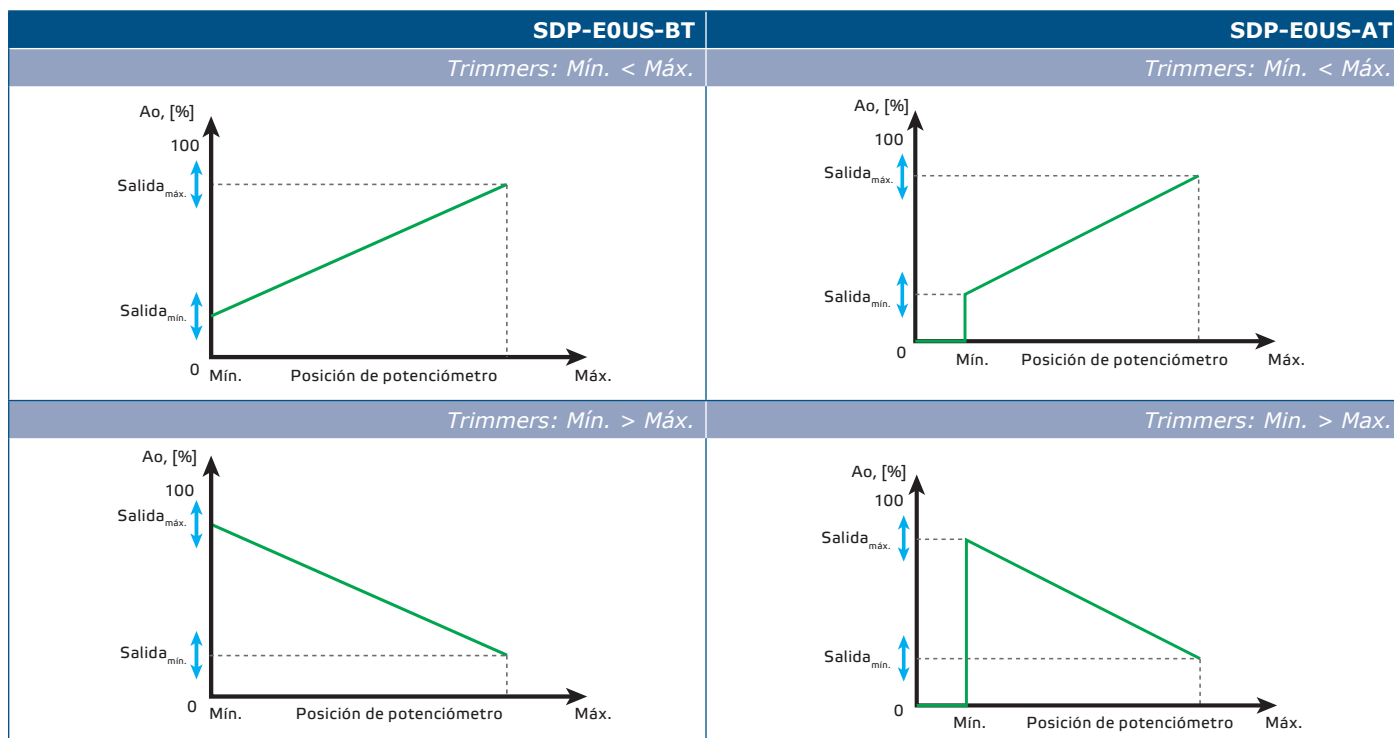 SDP-E0US-BT
SDP-E0US-AT
Trimmers: Mín. < Máx.
Trimmers: Mín. < Máx.
Ao, [%]
100
Salidamáx.
Salidamín.
0
Mín.
Posición de potenciómetro
Máx.
Ao, [%]
100
Salidamáx.
Salidamín.
0
Mín.
Posición de potenciómetro
Máx.
Trimmers: Mín. > Máx.
Trimmers: Min. > Max.
Ao, [%]
100
Salidamáx.
Salidamín.
0
Mín.
Posición de potenciómetro
Máx.
Ao, [%]
100
Salidamáx.
Salidamín.
0
Mín.
Posición de potenciómetro
Máx.